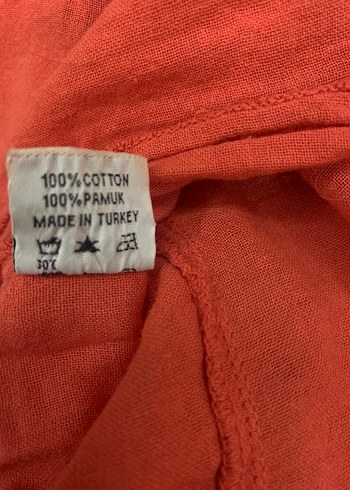 100% COTTON
100% PAMUK
MADE IN TURKEY
30°C